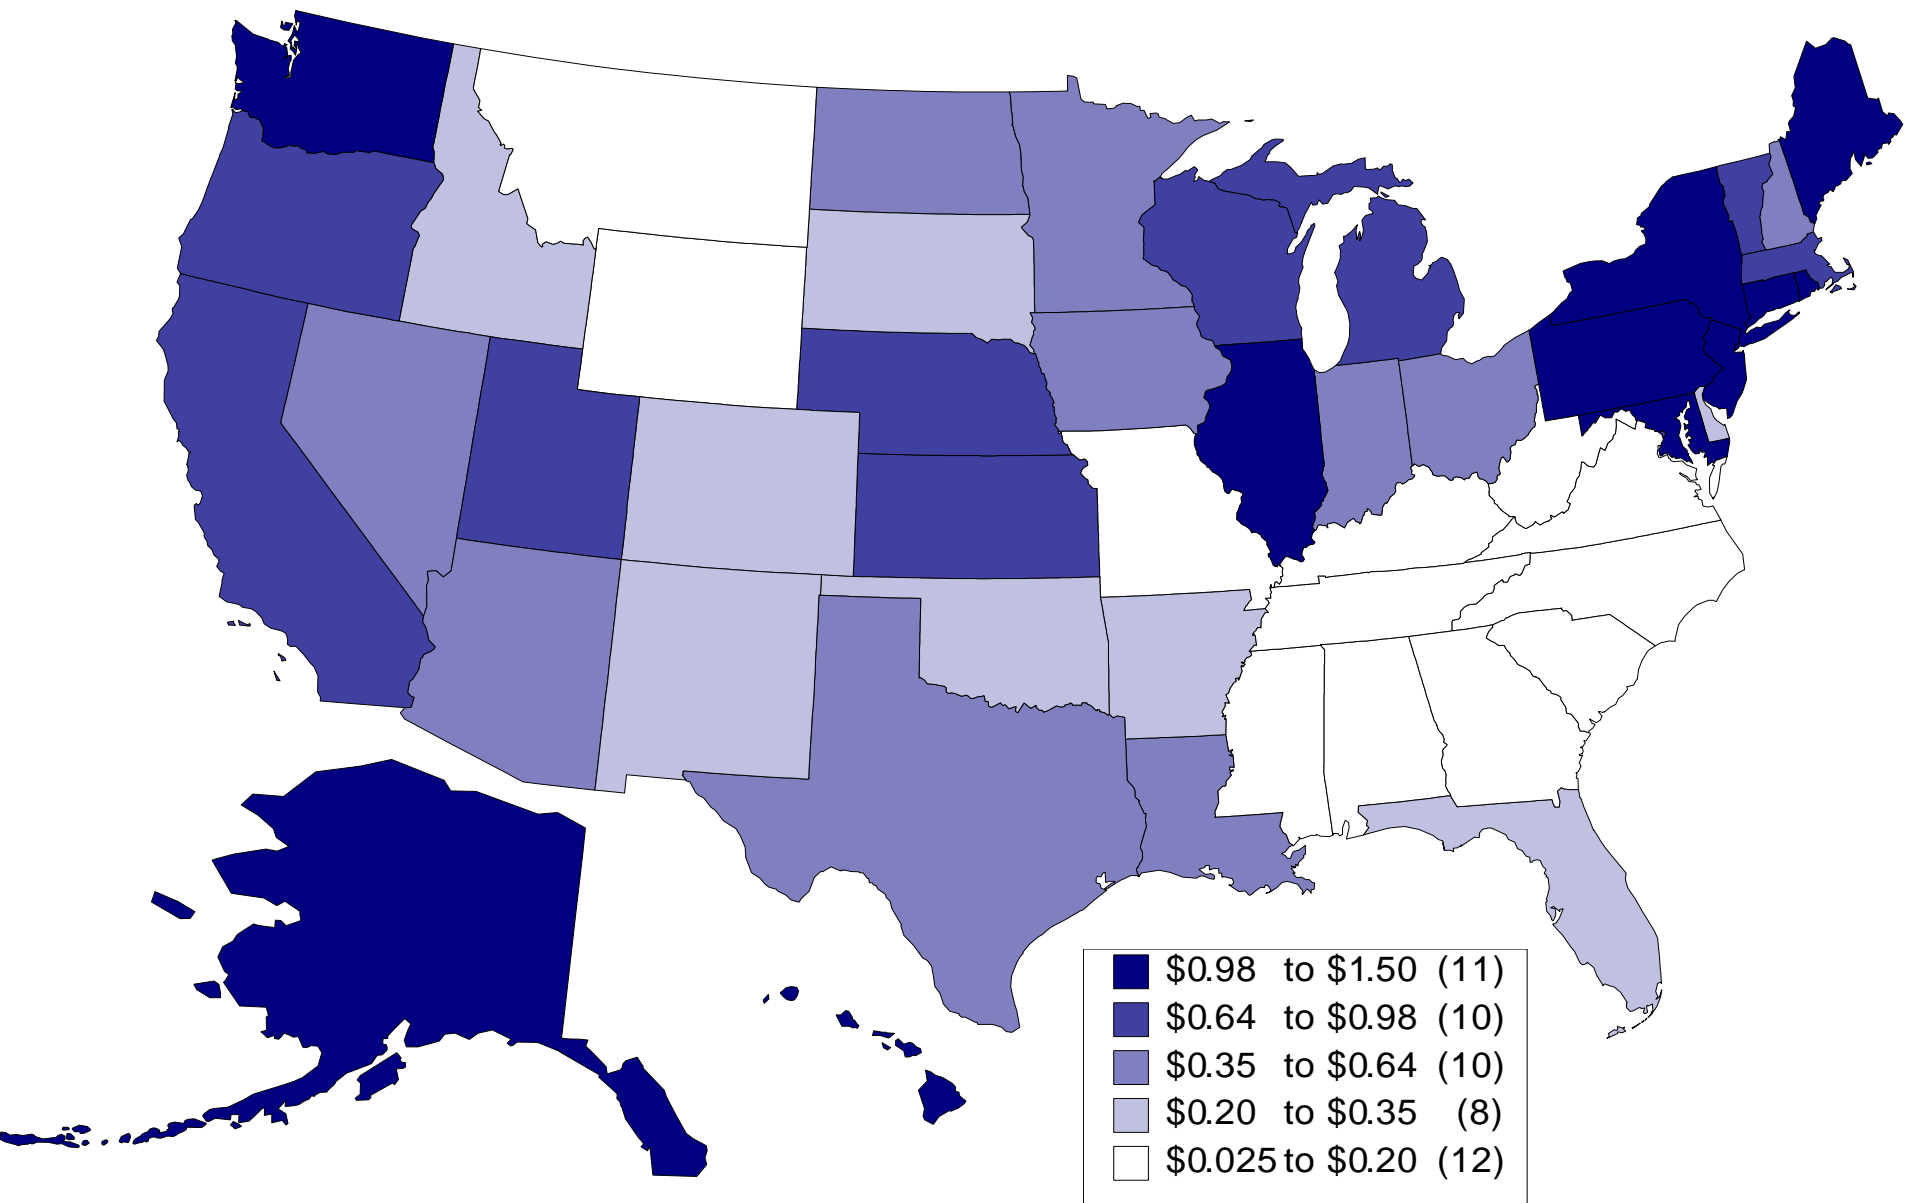 $0.98 to $1.50 (11)
$0.64 to $0.98 (10)
$0.35 to $0.64 (10)
$0.20 to $0.35 (8)
$0.025 to $0.20 (12)